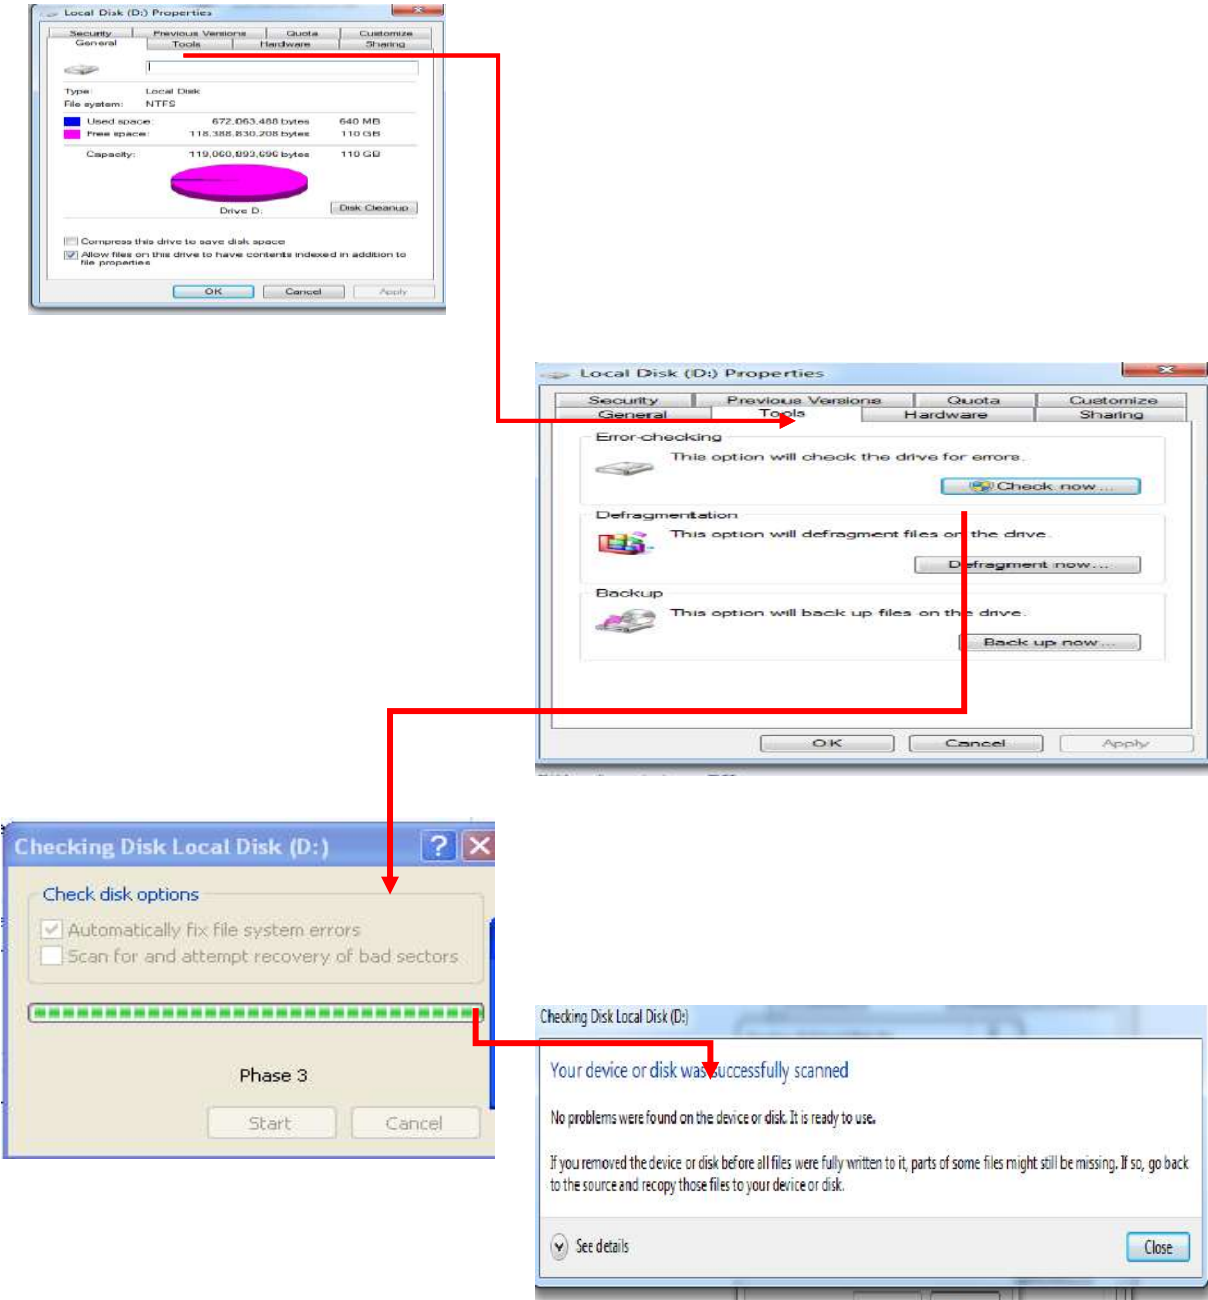 Local Disk (D:) Properties
Security Previous Versions Quota Customize
General Tools Hardware Sharing
Type: Local Disk
File system: NTFS
Used space: 672,063,488 bytes 640 MB
Free space: 118,388,830,208 bytes 110 GB
Capacity: 119,060,893,696 bytes 110 GB
Drive D:
Disk Cleanup
Compress this drive to save disk space
Allow files on this drive to have contents indexed in addition to
file properties
OK Cancel Apply
Local Disk (D:) Properties
Security Previous Versions Quota Customize
General Tools Hardware Sharing
Error-checking
This option will check the drive for errors.
Check now...
Defragmentation
This option will defragment files on the drive.
Defragment now...
Backup
This option will back up files on the drive.
Back up now...
OK Cancel Apply
Checking Disk Local Disk (D:)
Check disk options
Automatically fix file system errors
Scan for and attempt recovery of bad sectors
Phase 3
Start Cancel
Checking Disk Local Disk (D:)
Your device or disk was successfully scanned
No problems were found on the device or disk. It is ready to use.
If you removed the device or disk before all files were fully written to it, parts of some files might still be missing. If so, go back
to the source and recopy those files to your device or disk.
See details
Close